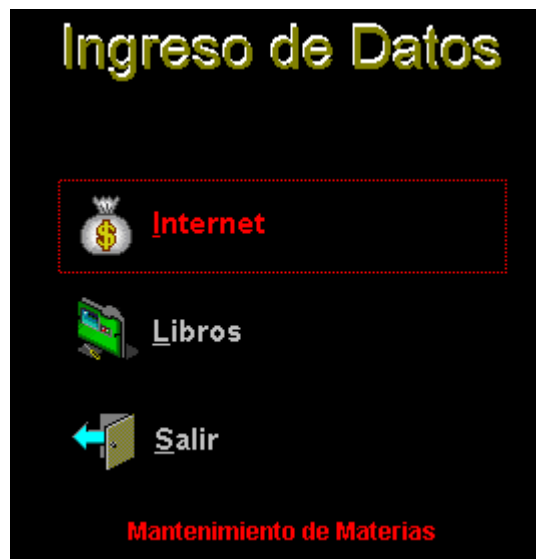 Ingreso de Datos
Internet
Libros
Salir
Mantenimiento de Materias